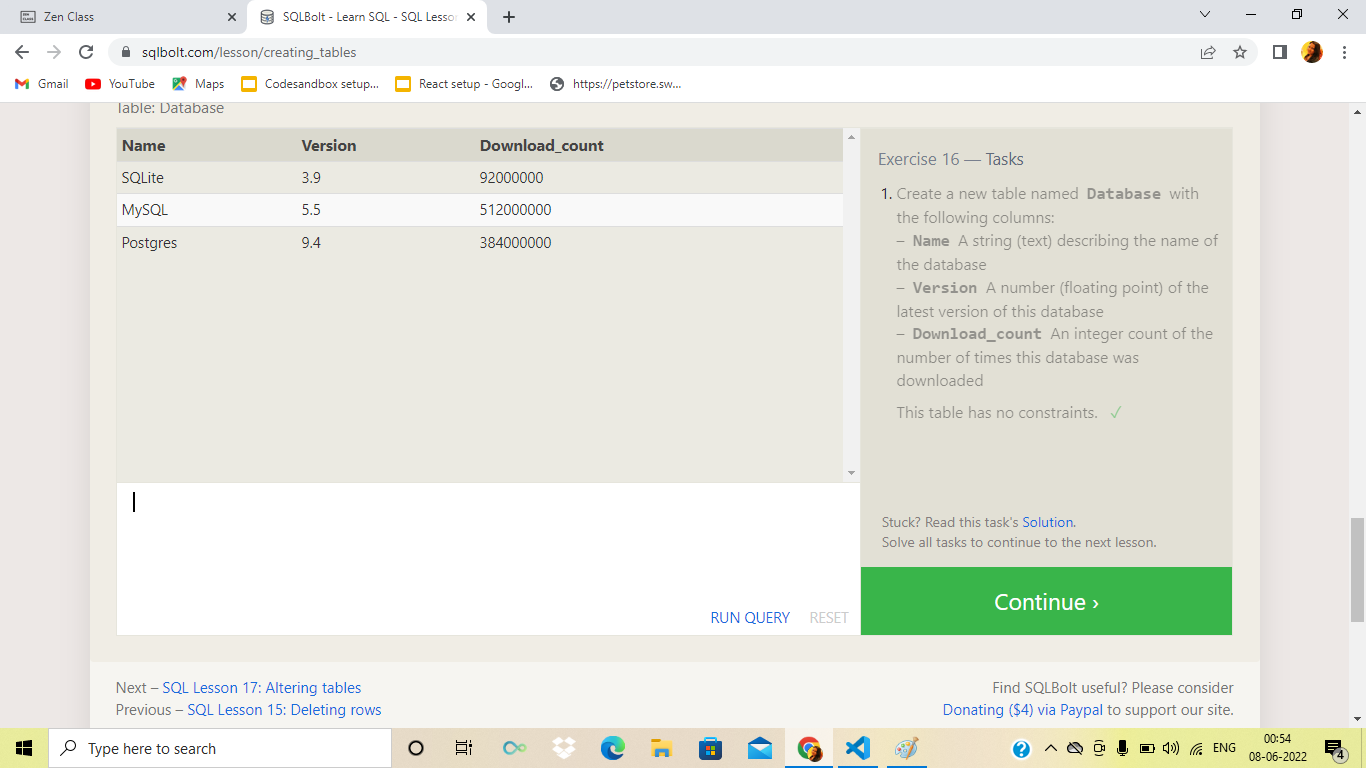 Zen Class
SQLBolt - Learn SQL - SQL Lesson
sqlbolt.com/lesson/creating_tables
Gmail YouTube Maps Codesandbox setup... React setup - Googl... https://petstore.sw...
Table: Database
Name Version Download_count
SQLite 3.9 92000000
MySQL 5.5 512000000
Postgres 9.4 384000000
RUN QUERY RESET
Exercise 16 — Tasks
1. Create a new table named Database with
the following columns:
– Name A string (text) describing the name of
the database
– Version A number (floating point) of the
latest version of this database
– Download_count An integer count of the
number of times this database was
downloaded
This table has no constraints. ✓
Stuck? Read this task's Solution.
Solve all tasks to continue to the next lesson.
Continue ›
Next – SQL Lesson 17: Altering tables
Previous – SQL Lesson 15: Deleting rows
Find SQLBolt useful? Please consider
Donating ($4) via Paypal to support our site.
Type here to search
ENG
00:54
08-06-2022
4